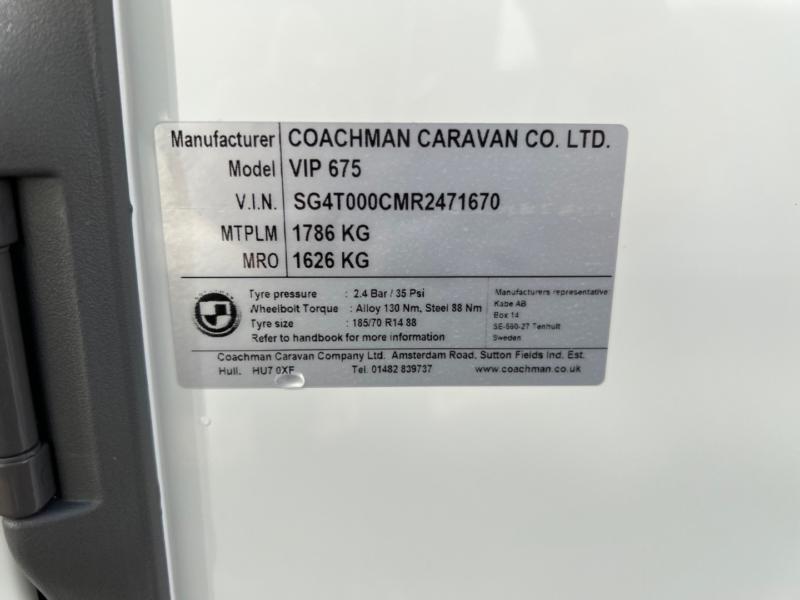 Manufacturer COACHMAN CARAVAN CO. LTD.
Model VIP 675
V.I.N. SG4T000CMR2471670
MTPLM 1786 KG
MRO 1626 KG
Tyre pressure : 2.4 Bar / 35 Psi
Wheelbolt Torque : Alloy 130 Nm, Steel 88 Nm
Tyre size : 185/70 R14 88
Refer to handbook for more information
Manufacturers representative
Kabe AB
Box 14
SE-560-27 Tenhult
Sweden
Coachman Caravan Company Ltd. Amsterdam Road, Sutton Fields Ind. Est.
Hull. HU7 0XF Tel. 01482 839737 www.coachman.co.uk